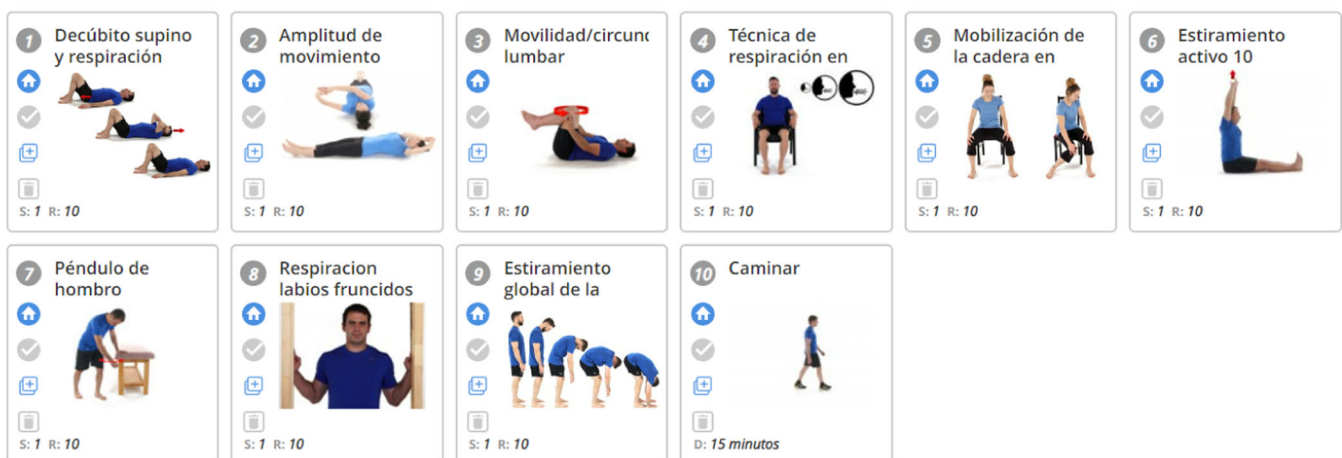 1 Decúbito supino
y respiración
S: 1 R: 10
2 Amplitud de
movimiento
S: 1 R: 10
3 Movilidad/circunc
lumbar
S: 1 R: 10
4 Técnica de
respiración en
S: 1 R: 10
5 Mobilización de
la cadera en
S: 1 R: 10
6 Estiramiento
activo 10
S: 1 R: 10
7 Péndulo de
hombro
S: 1 R: 10
8 Respiracion
labios fruncidos
S: 1 R: 10
9 Estiramiento
global de la
S: 1 R: 10
10 Caminar
D: 15 minutos